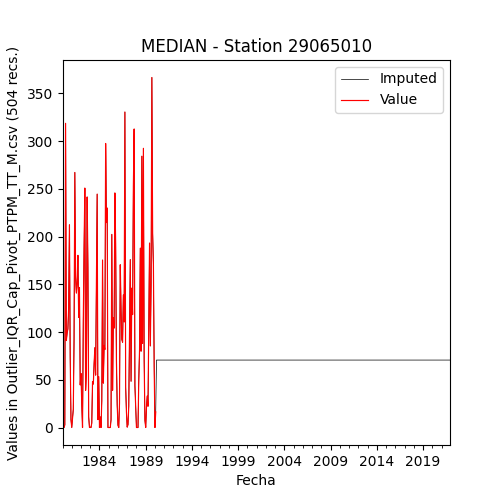 MEDIAN - Station 29065010
Imputed
Value
Values in Outlier_IQR_Cap_Pivot_PTPM_TT_M.csv (504 recs.)
350
300
250
200
150
100
50
0
1984 1989 1994 1999 2004 2009 2014 2019
Fecha